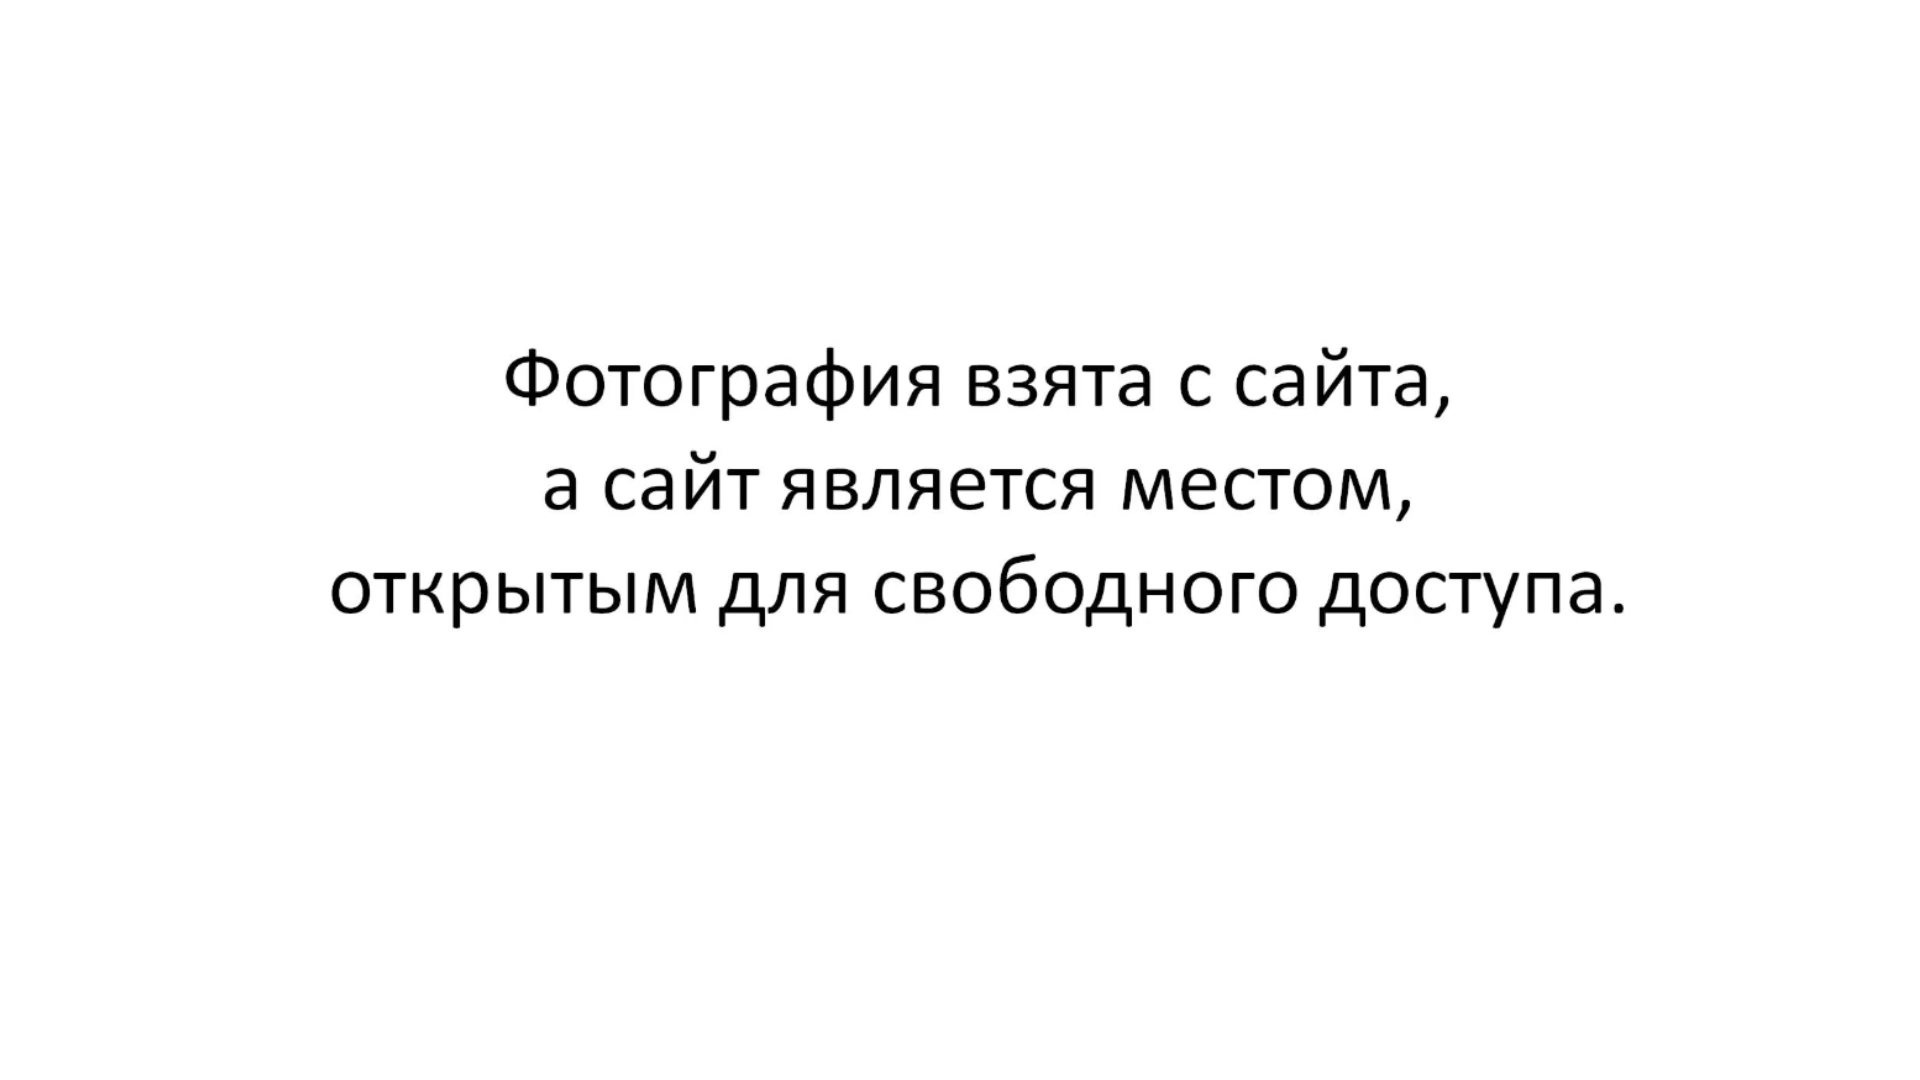 Фотография взята с сайта,
а сайт является местом,
открытым для свободного доступа.